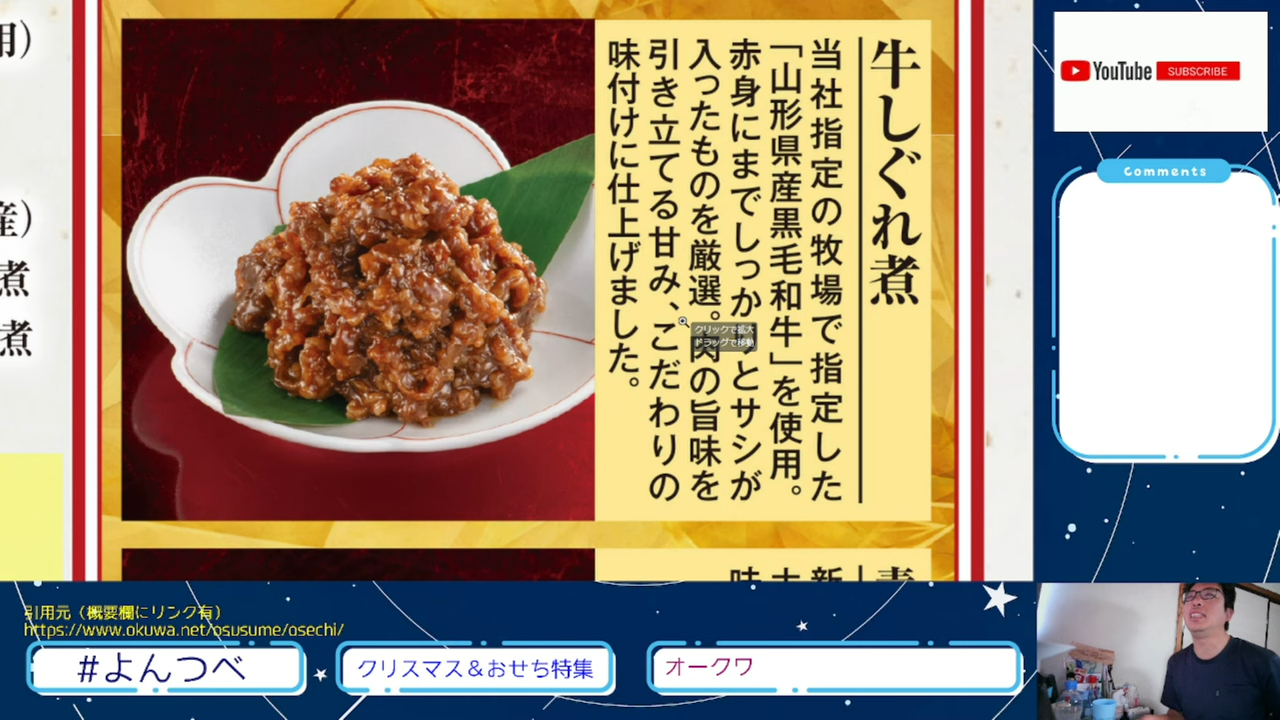 用)
産)
煮
煮
牛しぐれ煮
当社指定の牧場で指定した
「山形県産黒毛和牛」を使用。
赤身にまでしっかりとサシが
入ったものを厳選。肉の旨味を
引き立てる甘み、こだわりの
味付けに仕上げました。
クリックで拡大
ドラッグで移動
YouTube SUBSCRIBE
Comments
引用元（概要欄にリンク有）
https://www.okuwa.net/osusume/osechi/
#よんつべ
クリスマス＆おせち特集
オークワ